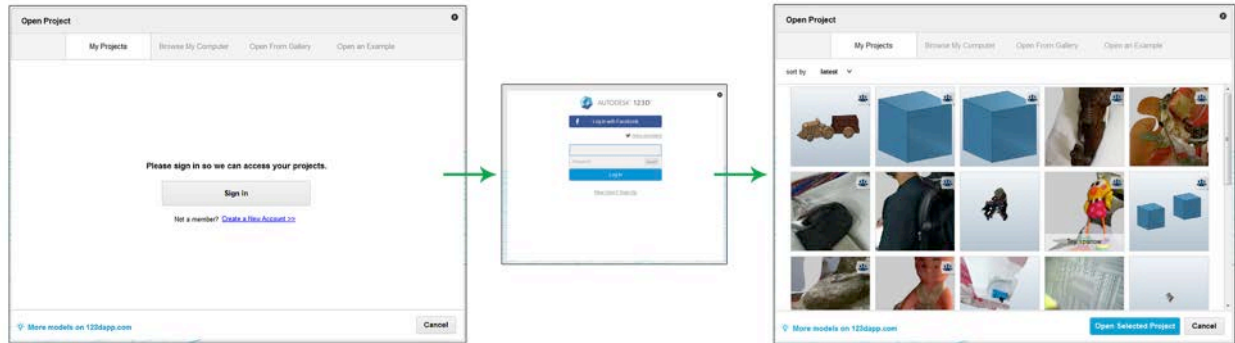 Open Project
My Projects Browse My Computer Open From Gallery Open an Example
Please sign in so we can access your projects.
Sign in
Not a member? Create a New Account >>
More models on 123dapp.com
Cancel
AUTODESK 123D
Log in with Facebook
Log in
Open Project
My Projects Browse My Computer Open From Gallery Open an Example
sort by latest
Toy sparrow
More models on 123dapp.com
Open Selected Project Cancel